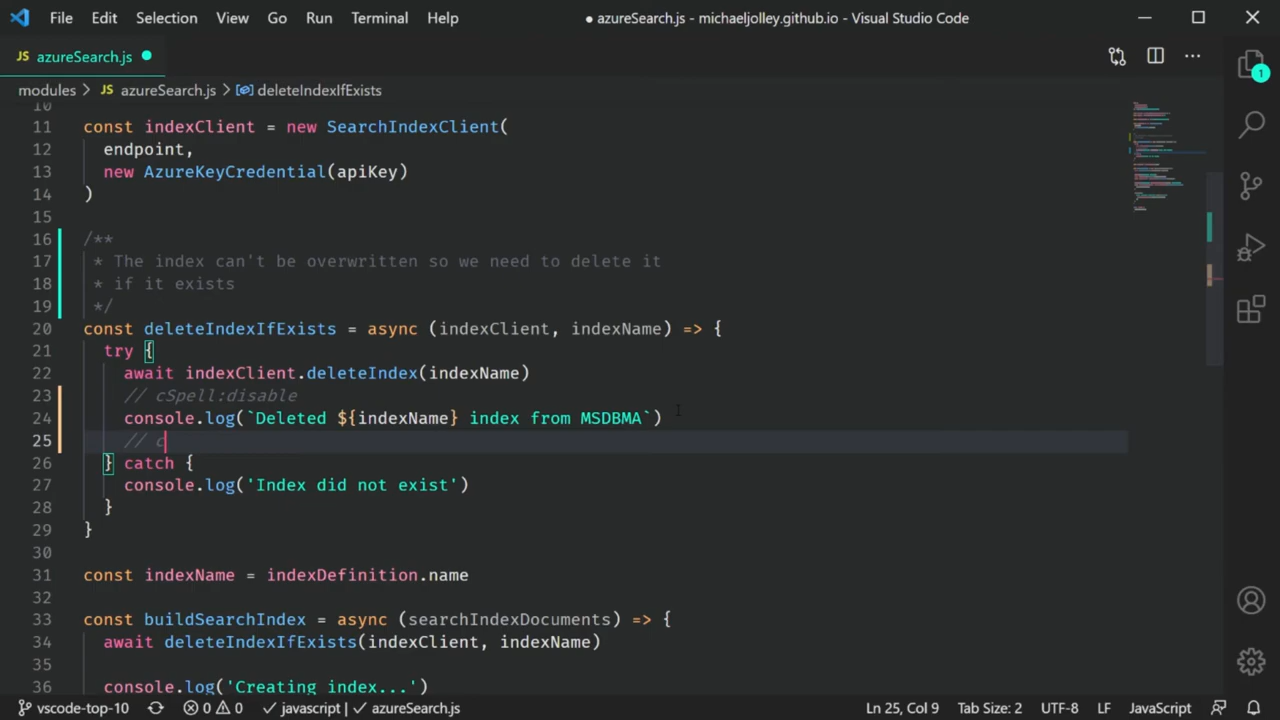 File Edit Selection View Go Run Terminal Help
● azureSearch.js - michaeljolley.github.io - Visual Studio Code
JS azureSearch.js
modules > JS azureSearch.js > deleteIndexIfExists
10
11 const indexClient = new SearchIndexClient(
12 endpoint,
13 new AzureKeyCredential(apiKey)
14 )
15
16 /**
17 * The index can't be overwritten so we need to delete it
18 * if it exists
19 */
20 const deleteIndexIfExists = async (indexClient, indexName) => {
21 try {
22 await indexClient.deleteIndex(indexName)
23 // cSpell:disable
24 console.log(`Deleted ${indexName} index from MSDBMA`)
25 // c
26 } catch {
27 console.log('Index did not exist')
28 }
29 }
30
31 const indexName = indexDefinition.name
32
33 const buildSearchIndex = async (searchIndexDocuments) => {
34 await deleteIndexIfExists(indexClient, indexName)
35
36 console.log('Creating index...')
1
vscode-top-10 0 0 ✓ javascript | ✓ azureSearch.js Ln 25, Col 9 Tab Size: 2 UTF-8 LF JavaScript